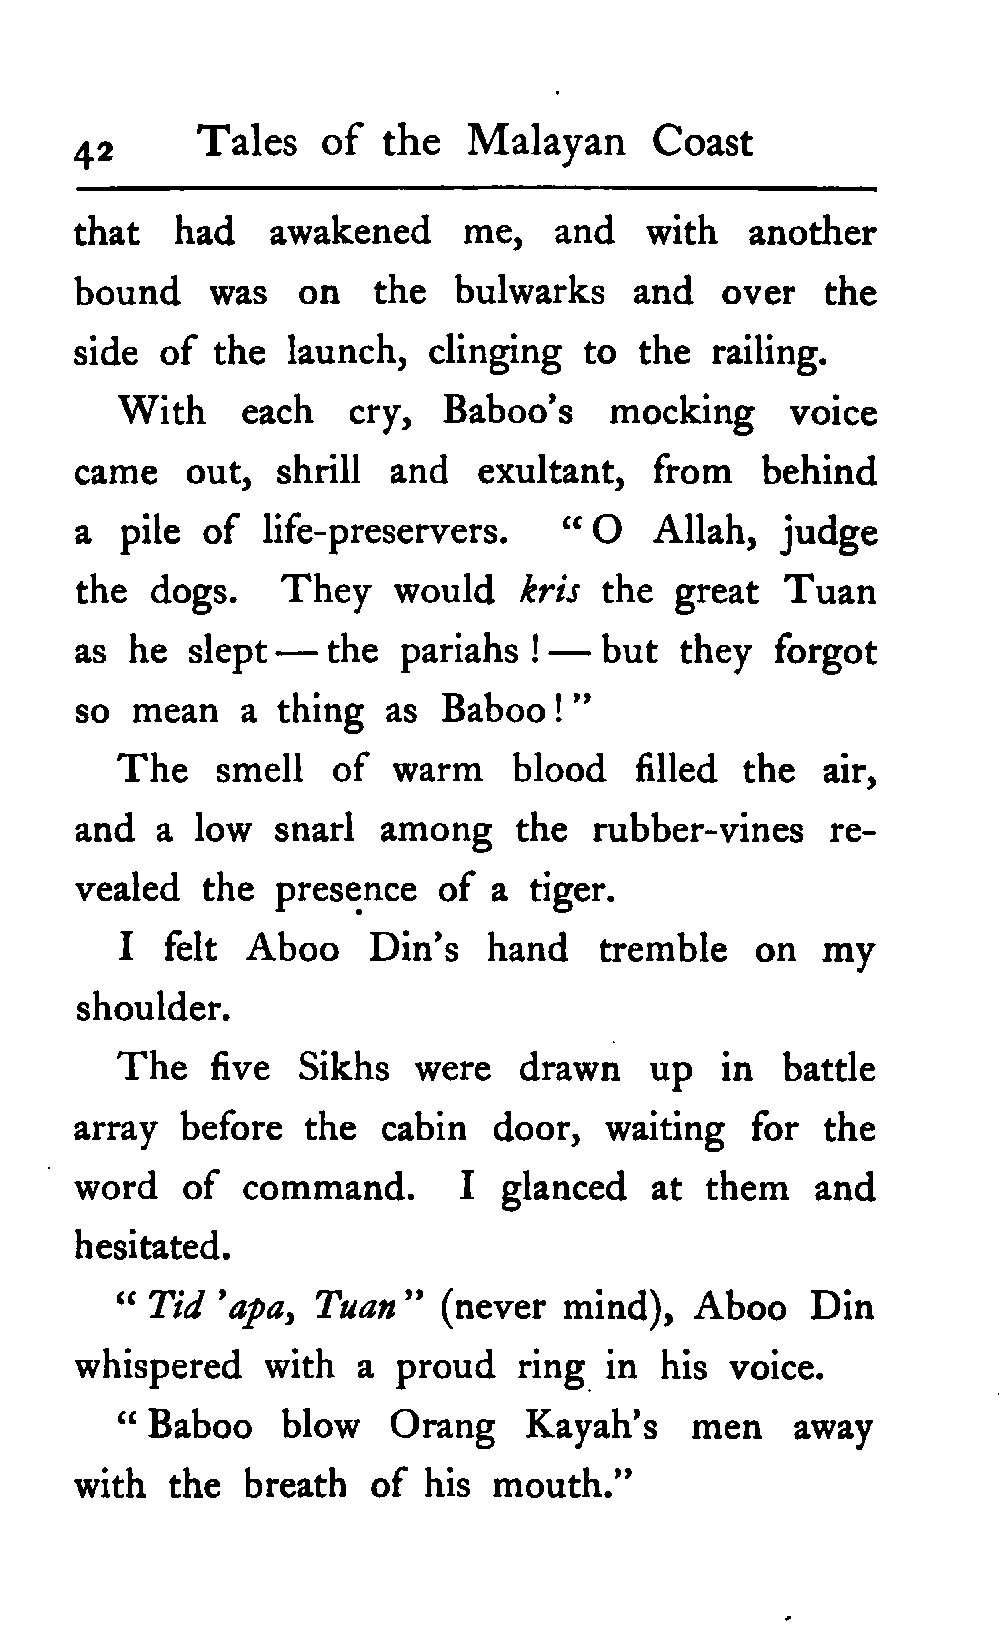 42 Tales of the Malayan Coast
that had awakened me, and with another
bound was on the bulwarks and over the
side of the launch, clinging to the railing.
With each cry, Baboo's mocking voice
came out, shrill and exultant, from behind
a pile of life-preservers. “ O Allah, judge
the dogs. They would kris the great Tuan
as he slept — the pariahs ! — but they forgot
so mean a thing as Baboo ! ”
The smell of warm blood filled the air,
and a low snarl among the rubber-vines re-
vealed the presence of a tiger.
I felt Aboo Din's hand tremble on my
shoulder.
The five Sikhs were drawn up in battle
array before the cabin door, waiting for the
word of command. I glanced at them and
hesitated.
“ Tid 'apa, Tuan ” (never mind), Aboo Din
whispered with a proud ring in his voice.
“ Baboo blow Orang Kayah's men away
with the breath of his mouth.”